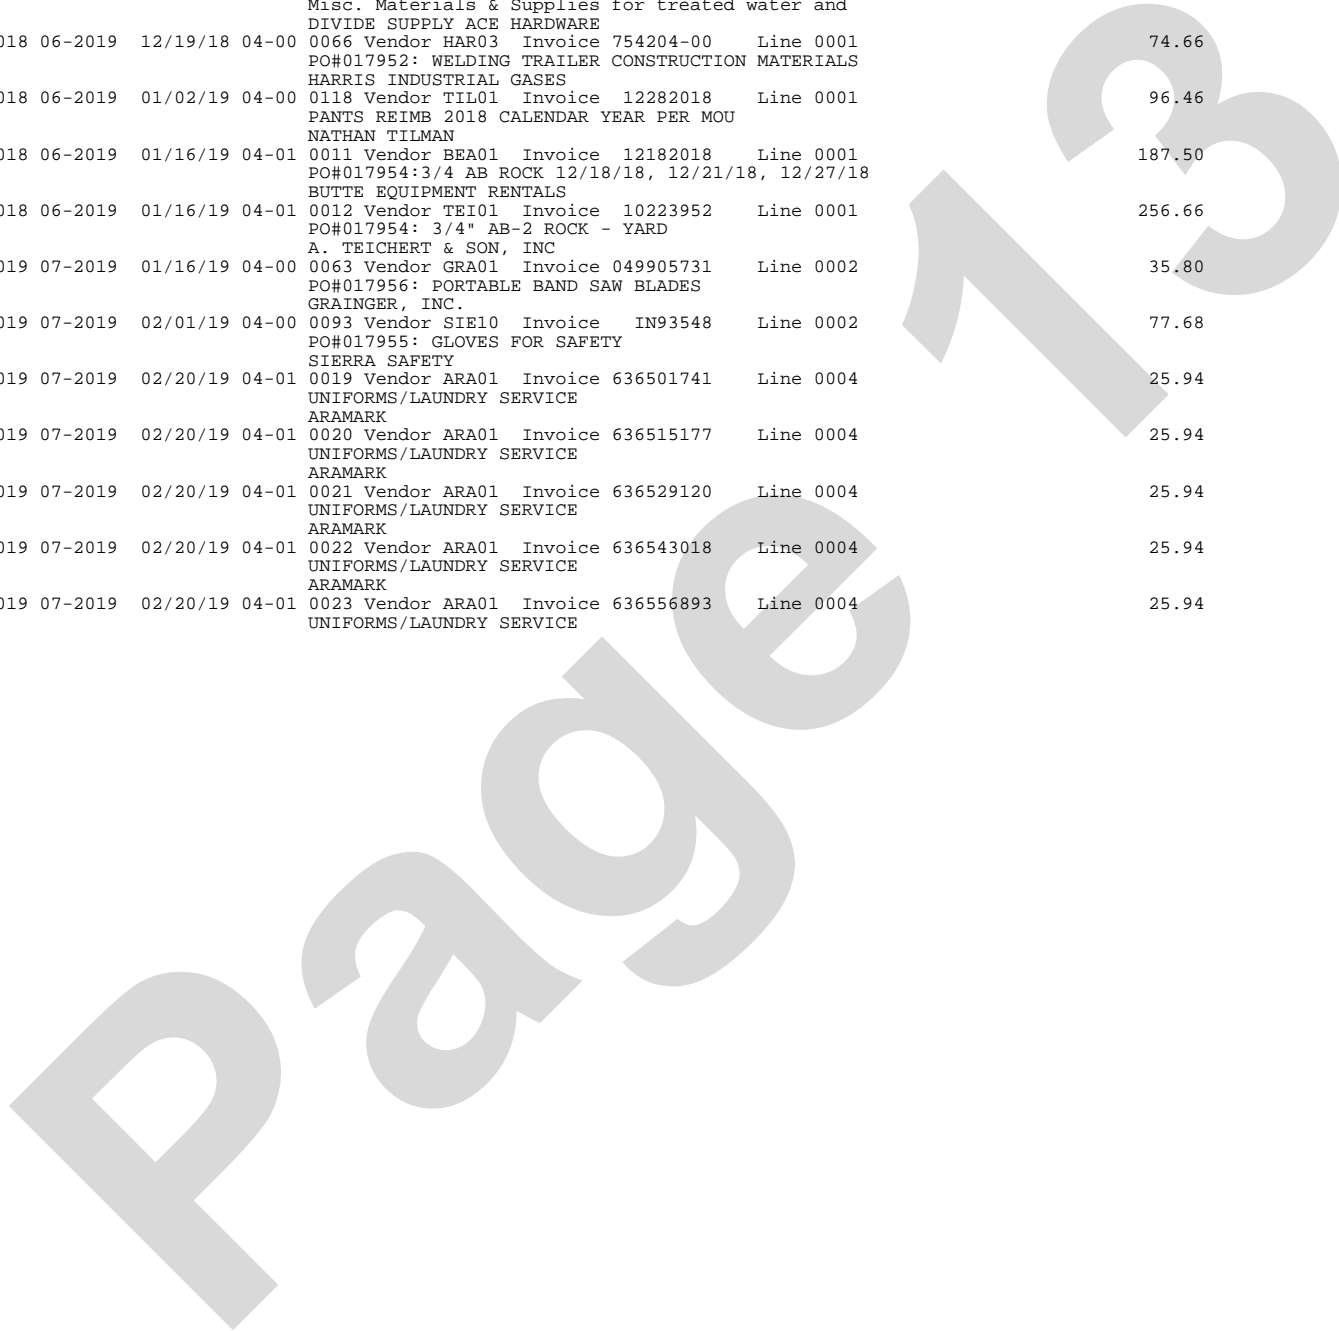 Misc. Materials & Supplies for treated water and
DIVIDE SUPPLY ACE HARDWARE
018 06-2019 12/19/18 04-00 0066 Vendor HAR03 Invoice 754204-00 Line 0001 74.66
PO#017952: WELDING TRAILER CONSTRUCTION MATERIALS
HARRIS INDUSTRIAL GASES
018 06-2019 01/02/19 04-00 0118 Vendor TIL01 Invoice 12282018 Line 0001 96.46
PANTS REIMB 2018 CALENDAR YEAR PER MOU
NATHAN TILMAN
018 06-2019 01/16/19 04-01 0011 Vendor BEA01 Invoice 12182018 Line 0001 187.50
PO#017954:3/4 AB ROCK 12/18/18, 12/21/18, 12/27/18
BUTTE EQUIPMENT RENTALS
018 06-2019 01/16/19 04-01 0012 Vendor TEI01 Invoice 10223952 Line 0001 256.66
PO#017954: 3/4" AB-2 ROCK - YARD
A. TEICHERT & SON, INC
019 07-2019 01/16/19 04-00 0063 Vendor GRA01 Invoice 049905731 Line 0002 35.80
PO#017956: PORTABLE BAND SAW BLADES
GRAINGER, INC.
019 07-2019 02/01/19 04-00 0093 Vendor SIE10 Invoice IN93548 Line 0002 77.68
PO#017955: GLOVES FOR SAFETY
SIERRA SAFETY
019 07-2019 02/20/19 04-01 0019 Vendor ARA01 Invoice 636501741 Line 0004 25.94
UNIFORMS/LAUNDRY SERVICE
ARAMARK
019 07-2019 02/20/19 04-01 0020 Vendor ARA01 Invoice 636515177 Line 0004 25.94
UNIFORMS/LAUNDRY SERVICE
ARAMARK
019 07-2019 02/20/19 04-01 0021 Vendor ARA01 Invoice 636529120 Line 0004 25.94
UNIFORMS/LAUNDRY SERVICE
ARAMARK
019 07-2019 02/20/19 04-01 0022 Vendor ARA01 Invoice 636543018 Line 0004 25.94
UNIFORMS/LAUNDRY SERVICE
ARAMARK
019 07-2019 02/20/19 04-01 0023 Vendor ARA01 Invoice 636556893 Line 0004 25.94
UNIFORMS/LAUNDRY SERVICE
Page 13